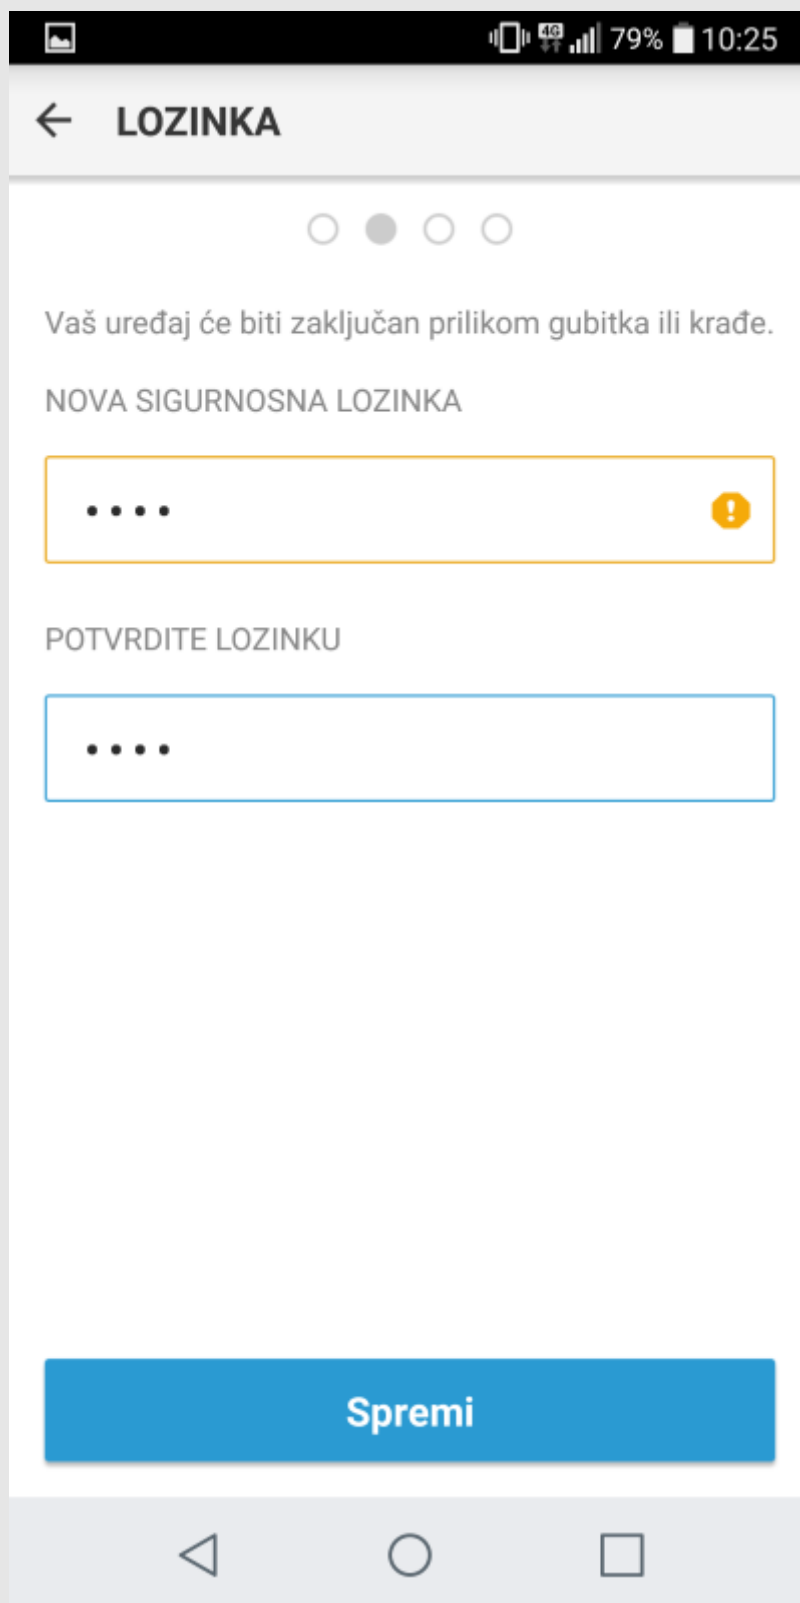 79% 10:25
LOZINKA
Vaš uređaj će biti zaključan prilikom gubitka ili krađe.
NOVA SIGURNOSNA LOZINKA
••••
POTVRDITE LOZINKU
••••
Spremi